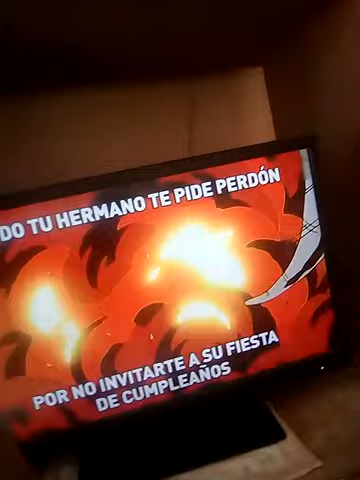 DO TU HERMANO TE PIDE PERDÓN
POR NO INVITARTE A SU FIESTA
DE CUMPLEAÑOS